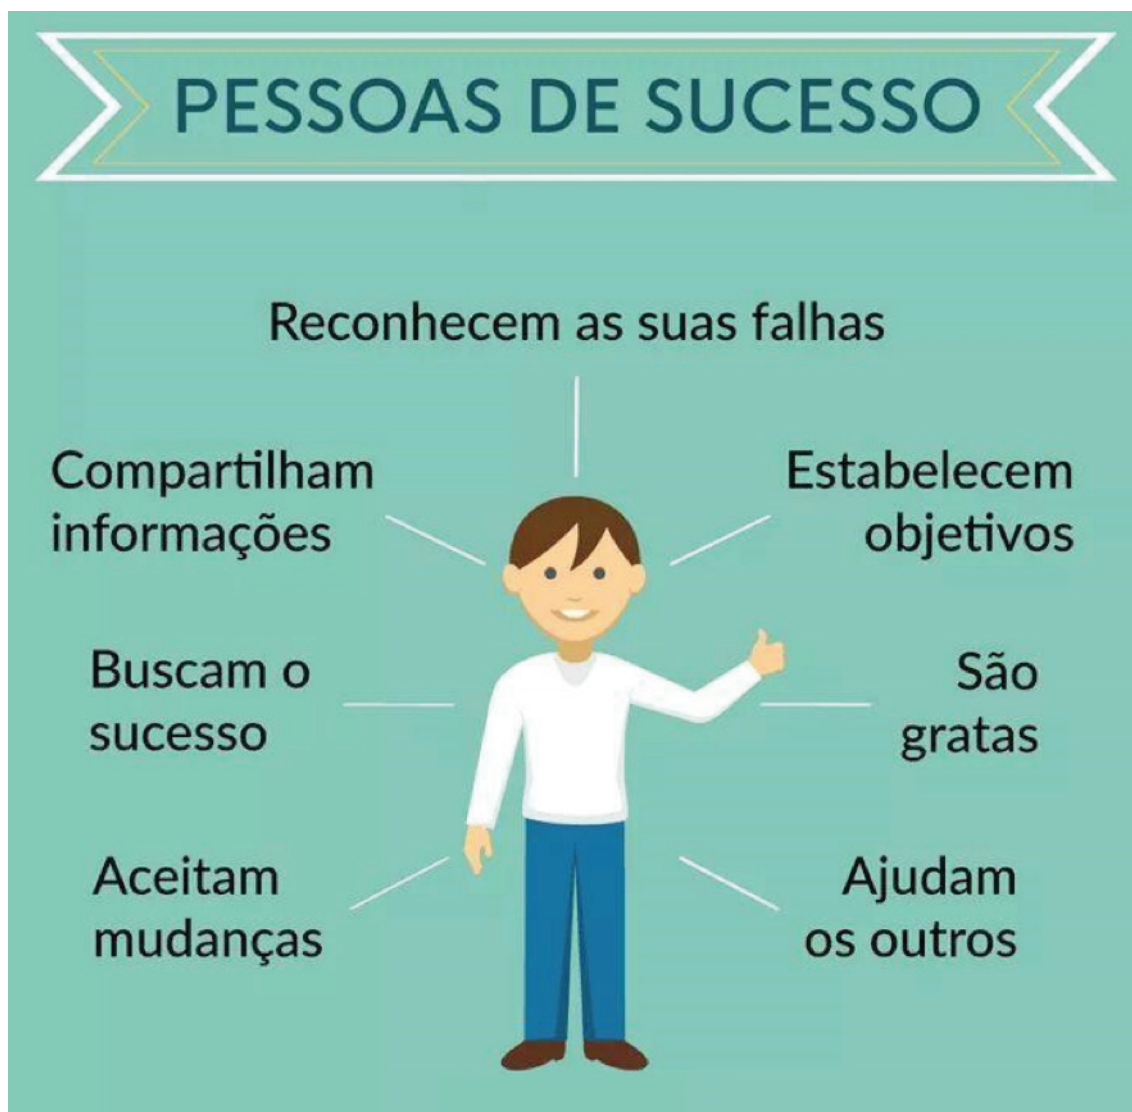 PESSOAS DE SUCESSO
Reconhecem as suas falhas
Compartilham
informações
Estabelecem
objetivos
Buscam o
sucesso
São
gratas
Aceitam
mudanças
Ajudam
os outros